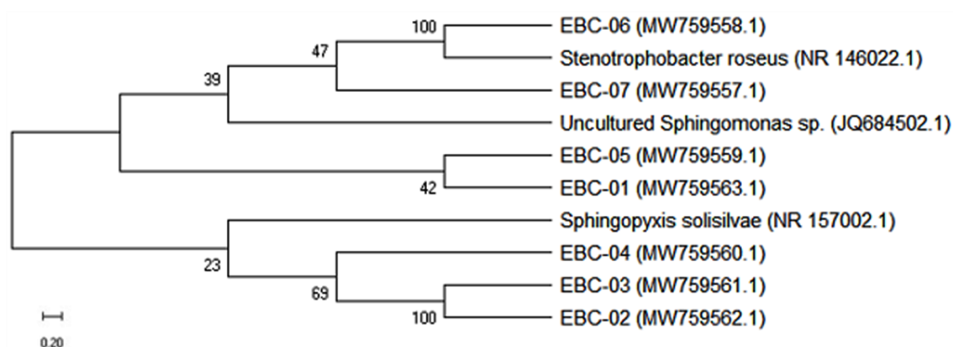 100
EBC-06 (MW759558.1)
47
Stenotrophobacter roseus (NR 146022.1)
39
EBC-07 (MW759557.1)
Uncultured Sphingomonas sp. (JQ684502.1)
EBC-05 (MW759559.1)
42
EBC-01 (MW759563.1)
Sphingopyxis solisilvae (NR 157002.1)
23
EBC-04 (MW759560.1)
69
EBC-03 (MW759561.1)
100
EBC-02 (MW759562.1)
0.20